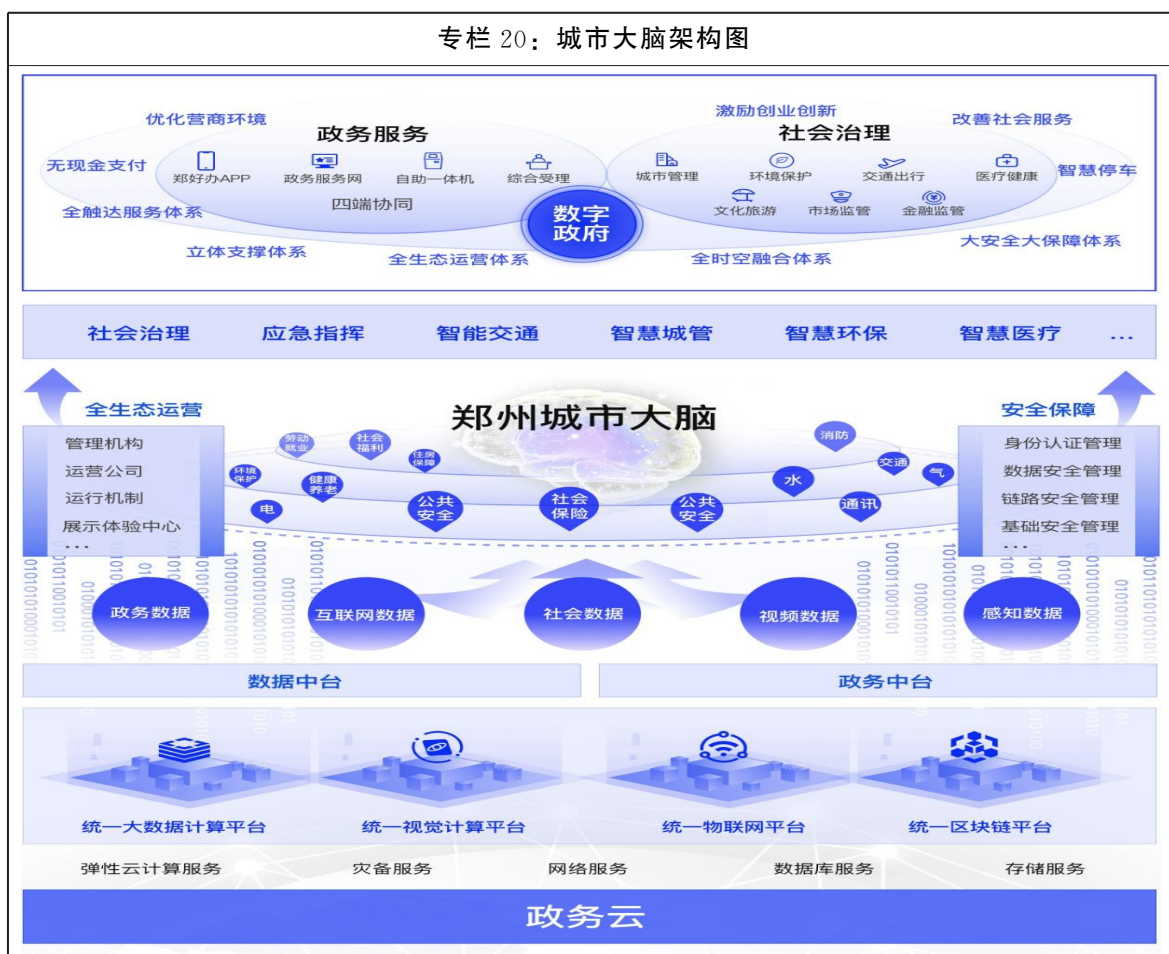 专栏 20：城市大脑架构图
优化营商环境
激励创业创新
改善社会服务
政务服务
社会治理
无现金支付
智慧停车
郑好办APP 政务服务网 自助一体机 综合受理
城市管理 环境保护 交通出行 医疗健康
四端协同
文化旅游 市场监管 金融监管
数字
政府
全触达服务体系
立体支撑体系
全生态运营体系
全时空融合体系
大安全大保障体系
社会治理 应急指挥 智能交通 智慧城管 智慧环保 智慧医疗 …
全生态运营
管理机构
运营公司
运行机制
展示体验中心
…
郑州城市大脑
劳动
就业
社会
福利
住房
保障
环境
保护
健康
养老
电
公共
安全
社会
保险
公共
安全
水
消防
交通
气
通讯
安全保障
身份认证管理
数据安全管理
链路安全管理
基础安全管理
…
政务数据 互联网数据 社会数据 视频数据 感知数据
数据中台 政务中台
统一大数据计算平台 统一视觉计算平台 统一物联网平台 统一区块链平台
弹性云计算服务 灾备服务 网络服务 数据库服务 存储服务
政务云